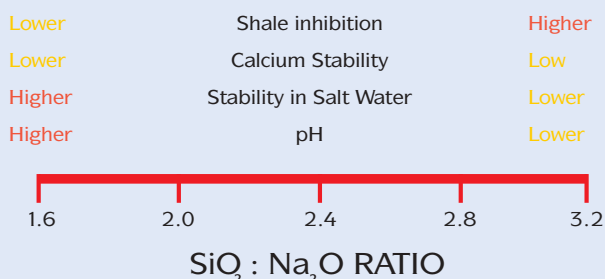 Lower Shale inhibition Higher
Lower Calcium Stability Low
Higher Stability in Salt Water Lower
Higher pH Lower
1.6 2.0 2.4 2.8 3.2
SiO₂ : Na₂O RATIO